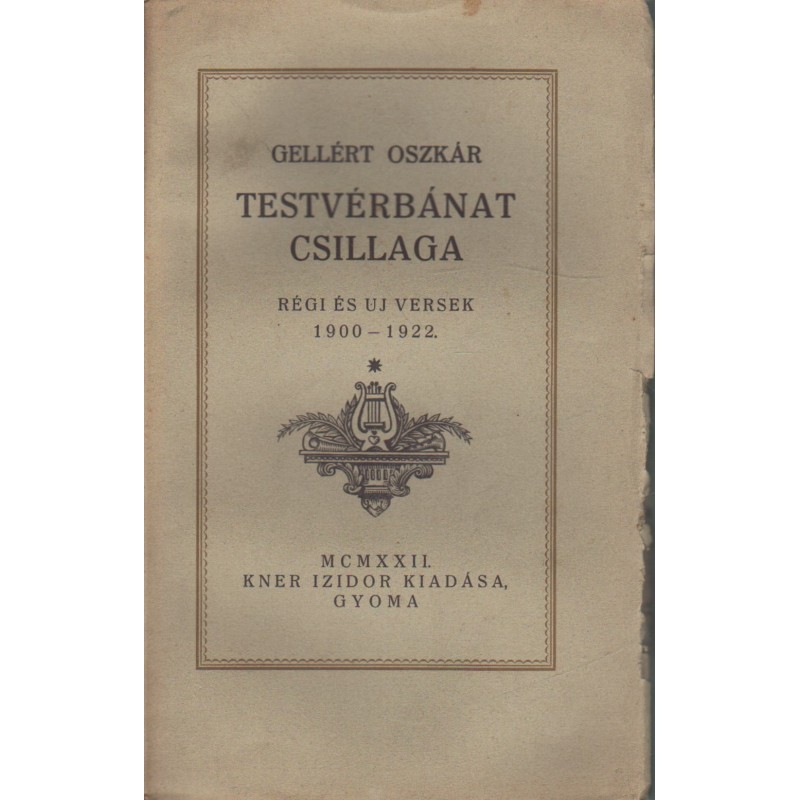 GELLÉRT OSZKÁR
TESTVÉRBÁNAT
CSILLAGA
RÉGI ÉS UJ VERSEK
1900–1922.
MCMXXII.
KNER IZIDOR KIADÁSA,
GYOMA